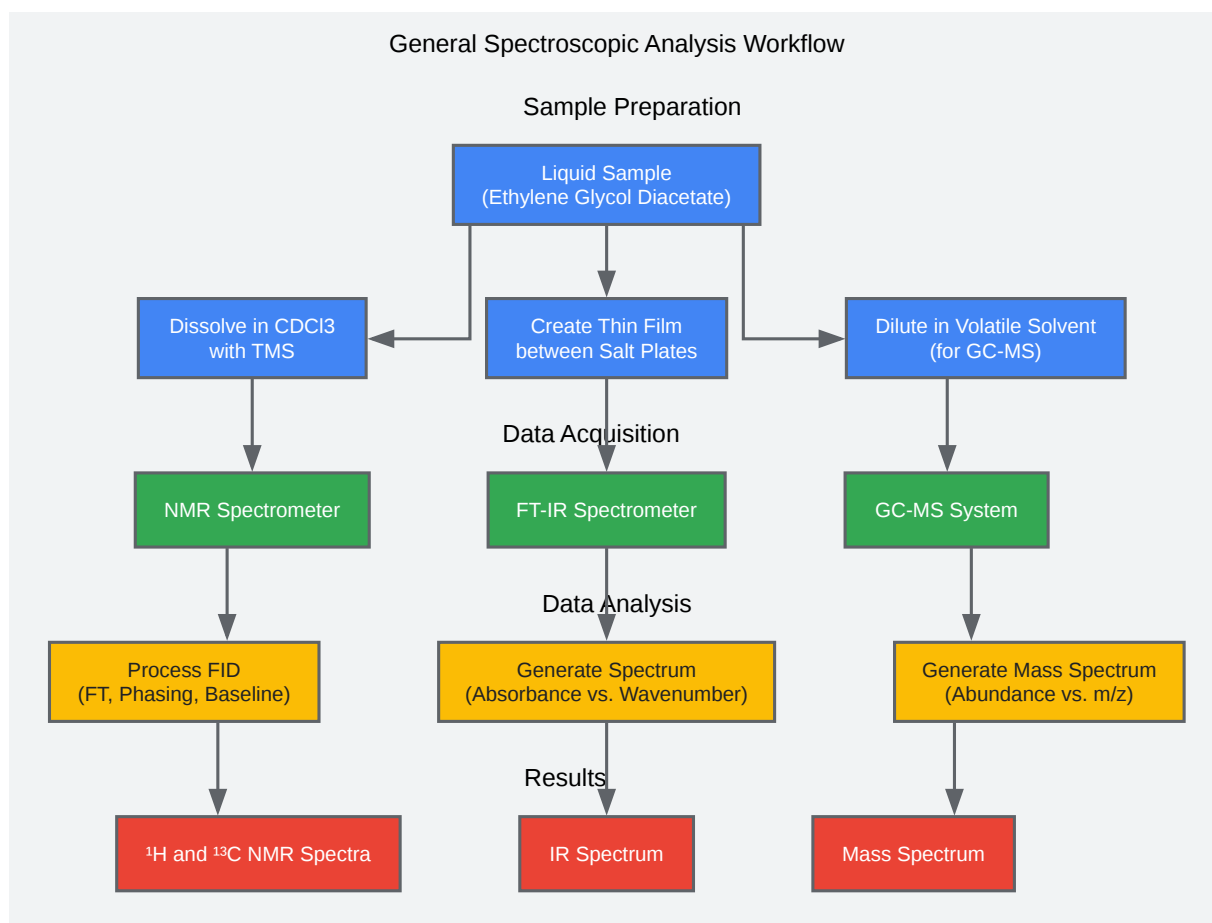 General Spectroscopic Analysis Workflow
Sample Preparation
Liquid Sample
(Ethylene Glycol Diacetate)
Dissolve in CDCl3
with TMS
Create Thin Film
between Salt Plates
Dilute in Volatile Solvent
(for GC-MS)
Data Acquisition
NMR Spectrometer
FT-IR Spectrometer
GC-MS System
Data Analysis
Process FID
(FT, Phasing, Baseline)
Generate Spectrum
(Absorbance vs. Wavenumber)
Generate Mass Spectrum
(Abundance vs. m/z)
Results
¹H and ¹³C NMR Spectra
IR Spectrum
Mass Spectrum